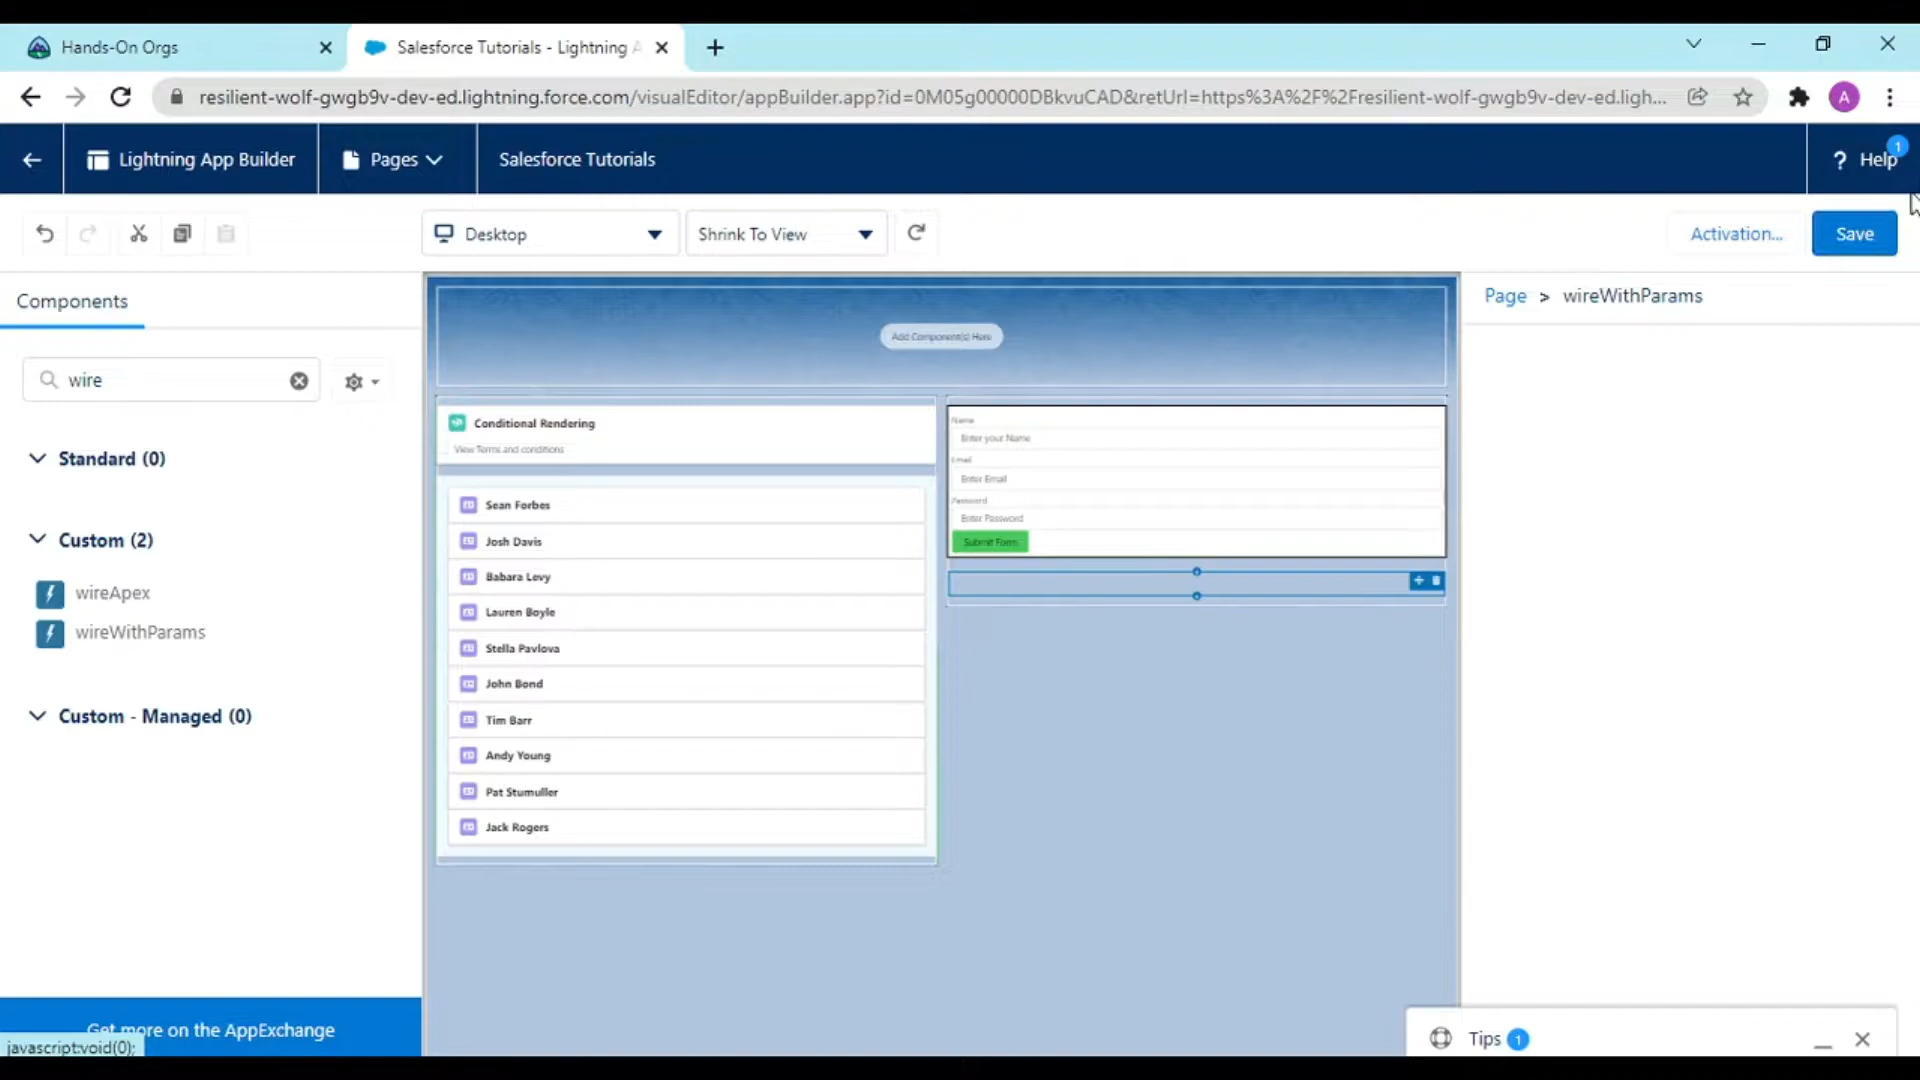 Hands-On Orgs
Salesforce Tutorials - Lightning A
resilient-wolf-gwgb9v-dev-ed.lightning.force.com/visualEditor/appBuilder.app?id=0M05g00000DBkvuCAD&retUrl=https%3A%2F%2Fresilient-wolf-gwgb9v-dev-ed.ligh...
A
Lightning App Builder
Pages
Salesforce Tutorials
? Help
1
Desktop
Shrink To View
Activation...
Save
Components
wire
Standard (0)
Custom (2)
wireApex
wireWithParams
Custom - Managed (0)
Get more on the AppExchange
javascript:void(0);
Add Component(s) Here
Conditional Rendering
View Terms and conditions
Sean Forbes
Josh Davis
Babara Levy
Lauren Boyle
Stella Pavlova
John Bond
Tim Barr
Andy Young
Pat Stumuller
Jack Rogers
Name
Enter your Name
Email
Enter Email
Password
Enter Password
Submit Form
Page > wireWithParams
Tips 1